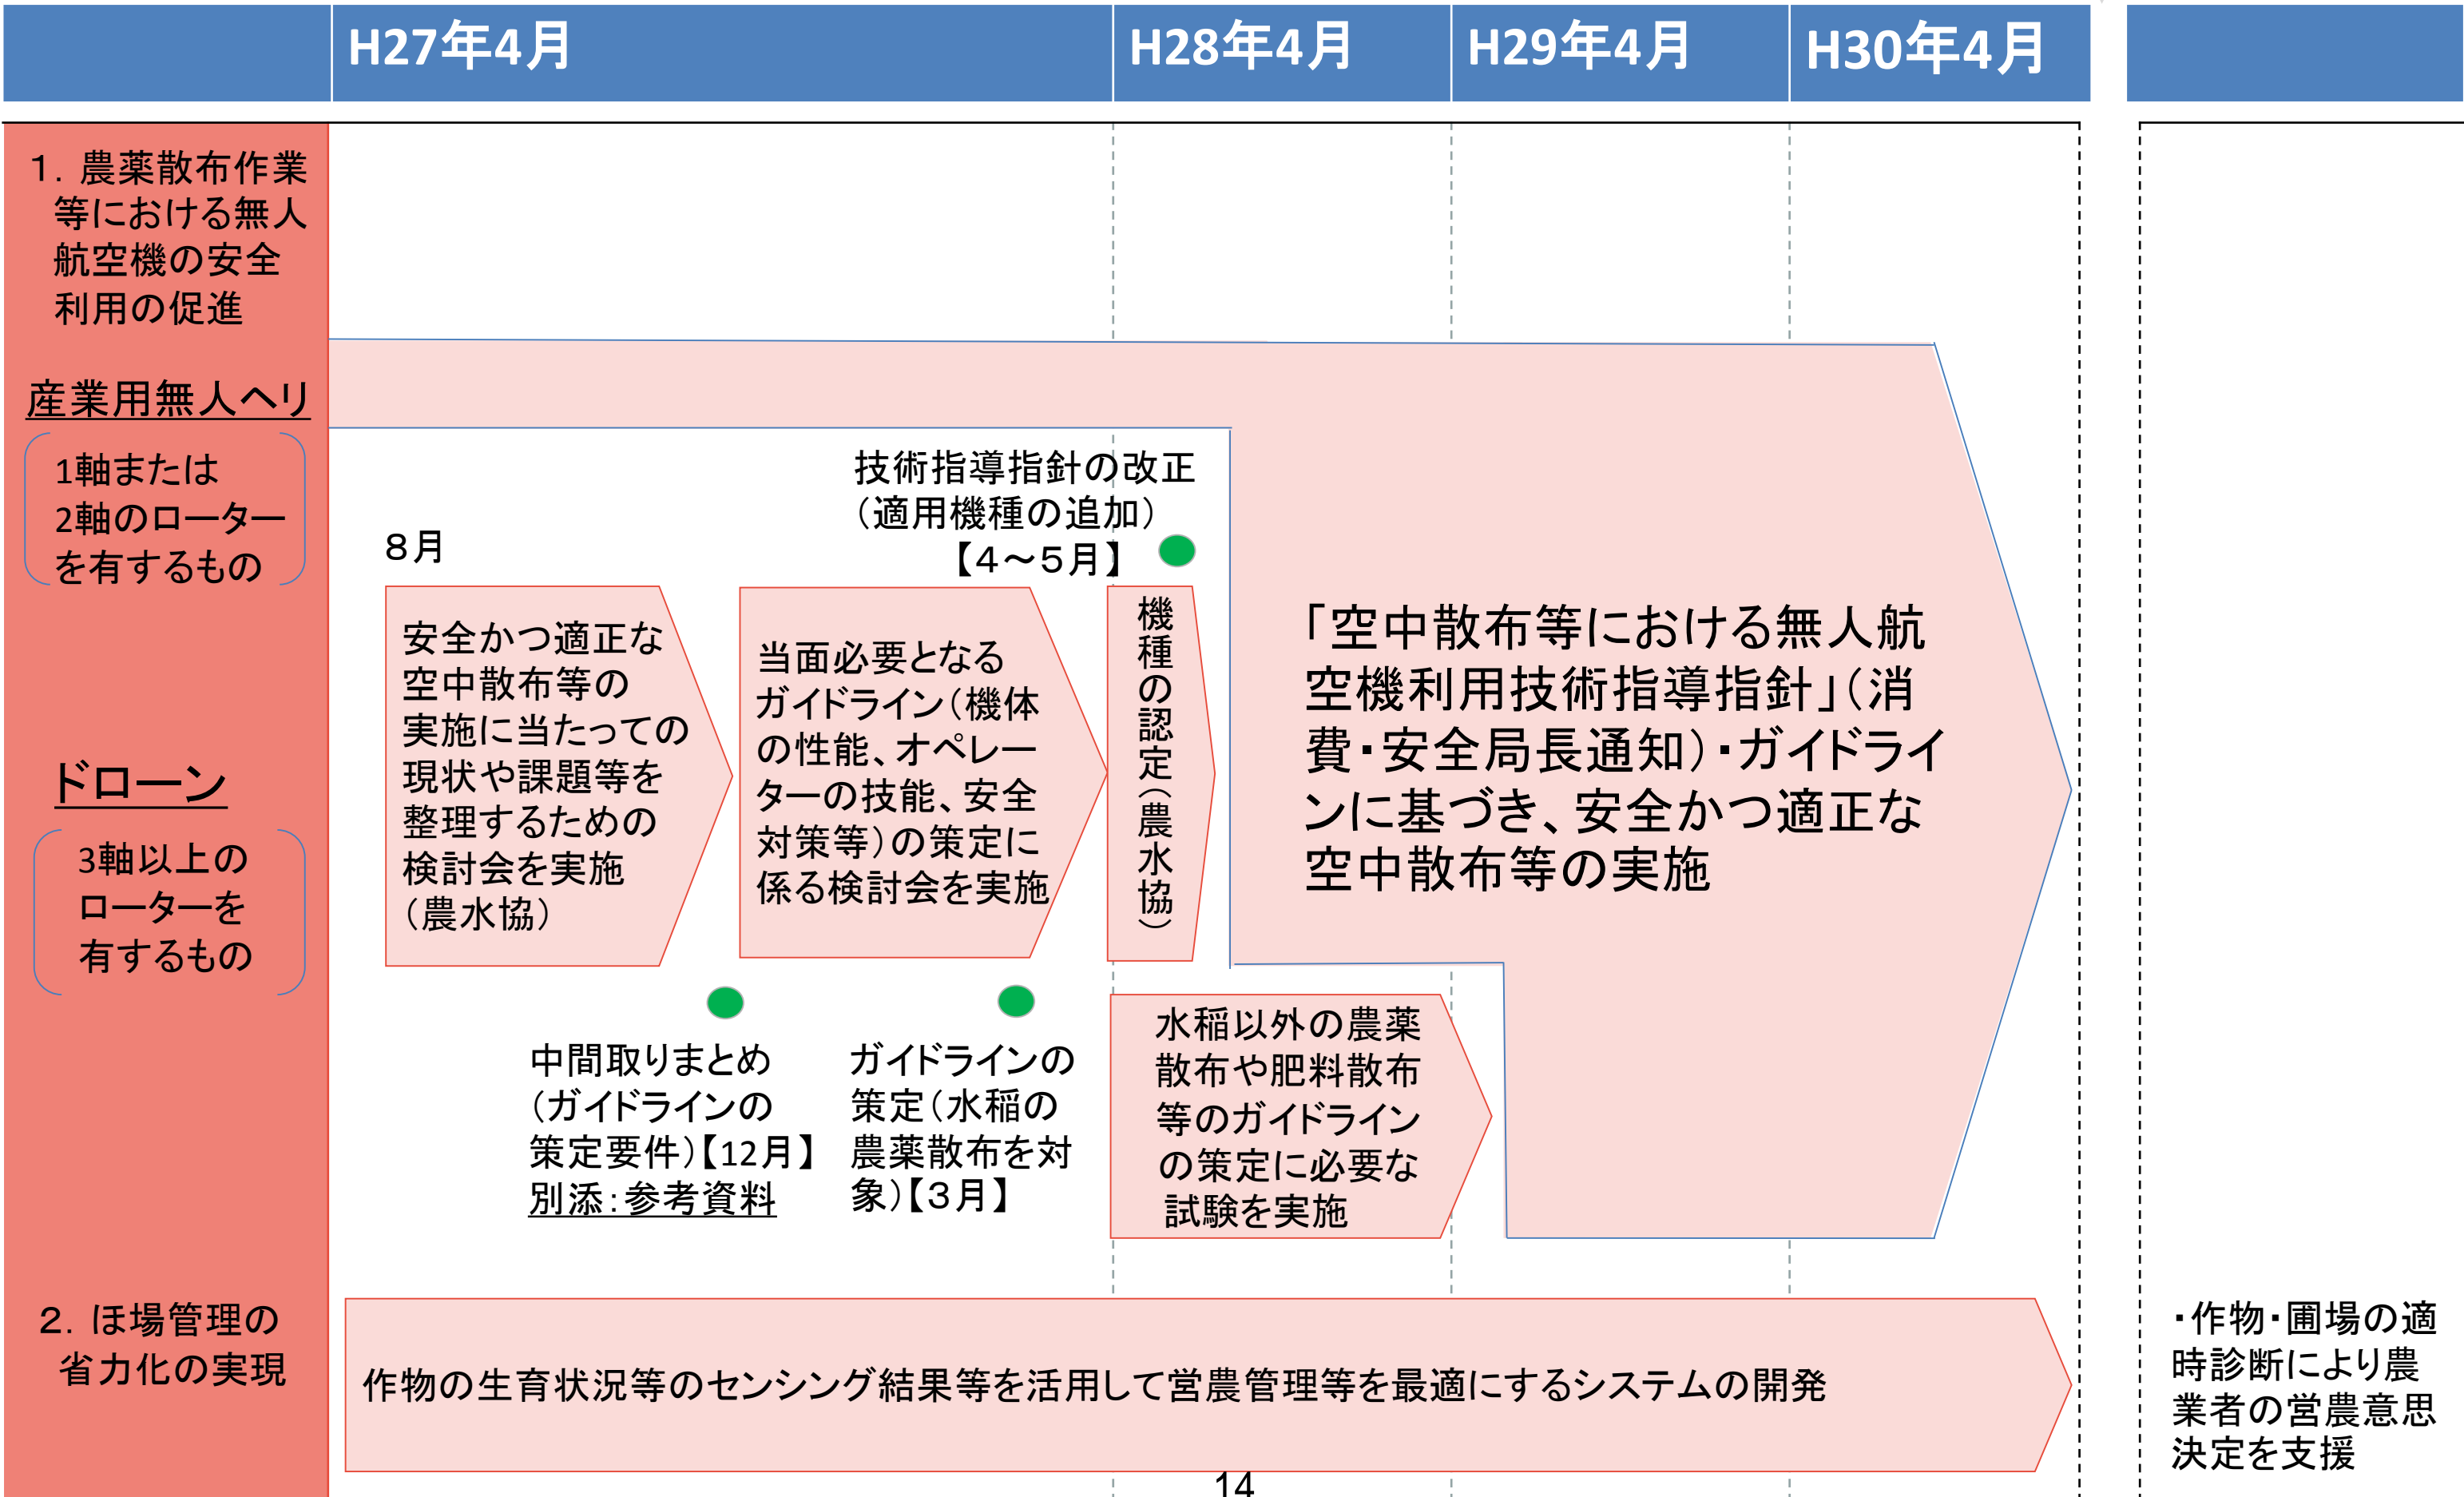 H27年4月
H28年4月
H29年4月
H30年4月
１．農薬散布作業
等における無人
航空機の安全
利用の促進
産業用無人ヘリ
1軸または
2軸のローター
を有するもの
ドローン
3軸以上の
ローターを
有するもの
８月
安全かつ適正な
空中散布等の
実施に当たっての
現状や課題等を
整理するための
検討会を実施
（農水協）
中間取りまとめ
（ガイドラインの
策定要件）【12月】
別添：参考資料
当面必要となる
ガイドライン（機体
の性能、オペレー
ターの技能、安全
対策等）の策定に
係る検討会を実施
ガイドラインの
策定（水稲の
農薬散布を対
象）【３月】
技術指導指針の改正
（適用機種の追加）
【４～５月】
機種の認定（農水協）
「空中散布等における無人航
空機利用技術指導指針」（消
費・安全局長通知）・ガイドライ
ンに基づき、安全かつ適正な
空中散布等の実施
水稲以外の農薬
散布や肥料散布
等のガイドライン
の策定に必要な
試験を実施
２．ほ場管理の
省力化の実現
作物の生育状況等のセンシング結果等を活用して営農管理等を最適にするシステムの開発
・作物・圃場の適
時診断により農
業者の営農意思
決定を支援
14